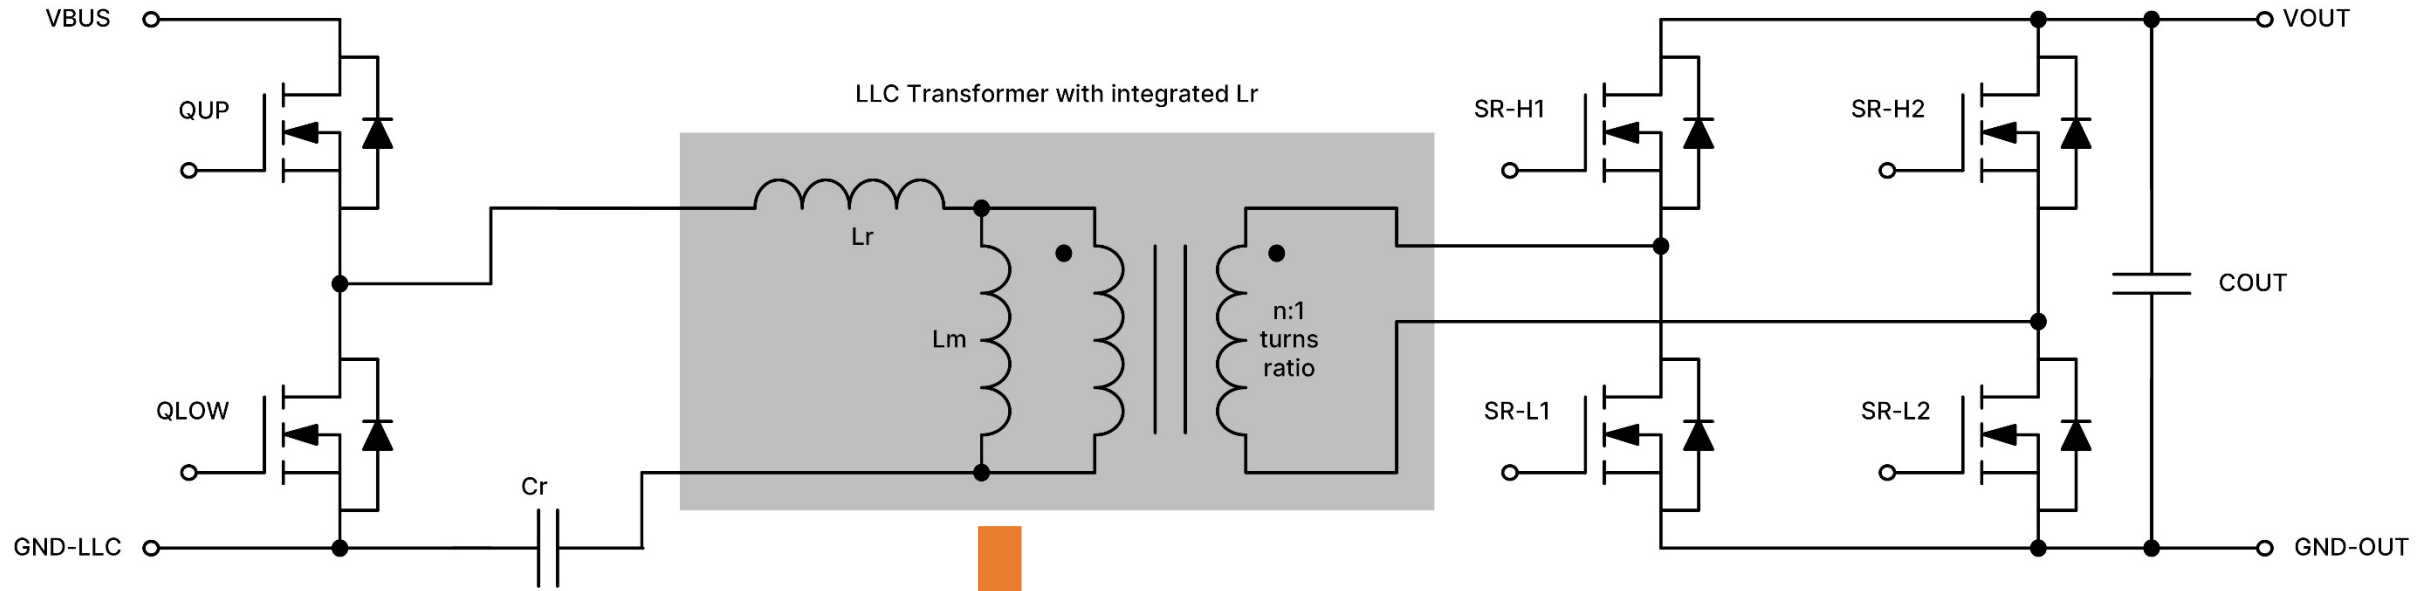 VBUS
VOUT
LLC Transformer with integrated Lr
QUP
SR-H1
SR-H2
Lr
Lm
n:1
turns
ratio
COUT
QLOW
SR-L1
SR-L2
Cr
GND-LLC
GND-OUT